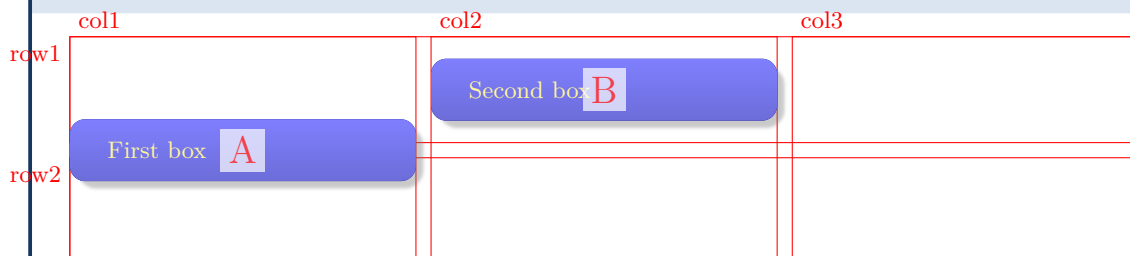 col1 col2 col3
row1
Second box B
First box A
row2